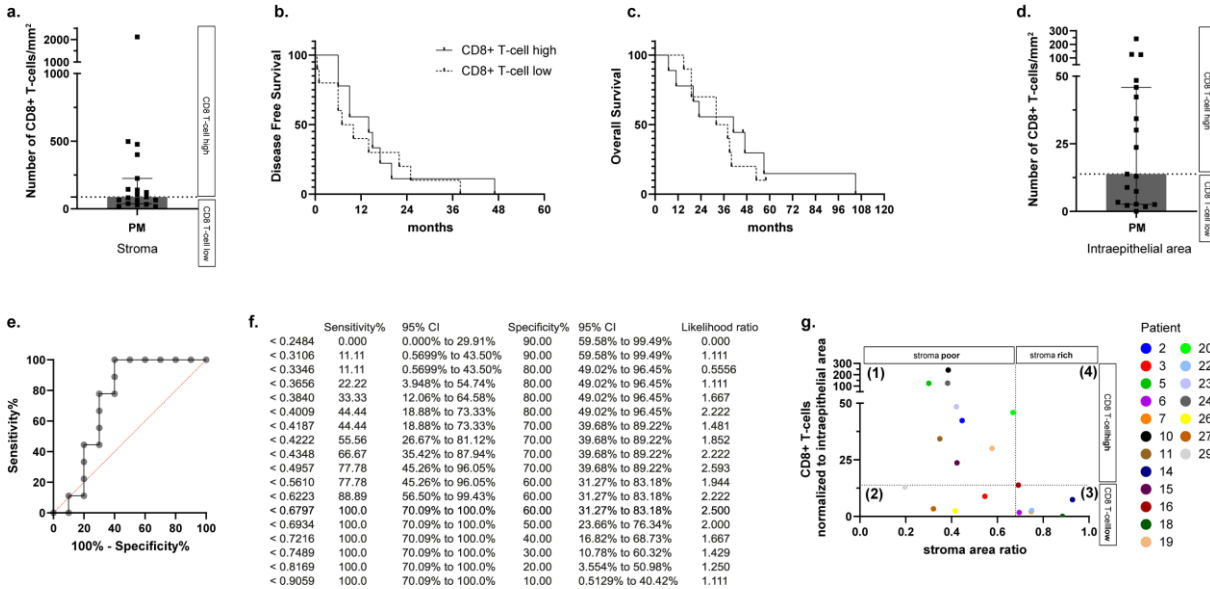 a.
Number of CD8+ T-cells/mm²
2000
1000
500
0
PM
Stroma
CD8 T-cell high
CD8 T-cell low
b.
Disease Free Survival
100
50
0
0 12 24 36 48 60
months
CD8+ T-cell high
CD8+ T-cell low
c.
Overall Survival
100
50
0
0 12 24 36 48 60 72 84 96 108 120
months
d.
Number of CD8+ T-cells/mm²
300
200
100
50
25
0
PM
Intraepithelial area
CD8 T-cell high
CD8 T-cell low
e.
Sensitivity%
100
80
60
40
20
0
0 20 40 60 80 100
100% - Specificity%
f.
Sensitivity% 95% CI Specificity% 95% CI Likelihood ratio
< 0.2484 0.000 0.000% to 29.91% 90.00 59.58% to 99.49% 0.000
< 0.3106 11.11 0.5699% to 43.50% 90.00 59.58% to 99.49% 1.111
< 0.3346 11.11 0.5699% to 43.50% 80.00 49.02% to 96.45% 0.5556
< 0.3656 22.22 3.948% to 54.74% 80.00 49.02% to 96.45% 1.111
< 0.3840 33.33 12.06% to 64.58% 80.00 49.02% to 96.45% 1.667
< 0.4009 44.44 18.88% to 73.33% 80.00 49.02% to 96.45% 2.222
< 0.4187 44.44 18.88% to 73.33% 70.00 39.68% to 89.22% 1.481
< 0.4222 55.56 26.67% to 81.12% 70.00 39.68% to 89.22% 1.852
< 0.4348 66.67 35.42% to 87.94% 70.00 39.68% to 89.22% 2.222
< 0.4957 77.78 45.26% to 96.05% 70.00 39.68% to 89.22% 2.593
< 0.5610 77.78 45.26% to 96.05% 60.00 31.27% to 83.18% 1.944
< 0.6223 88.89 56.50% to 99.43% 60.00 31.27% to 83.18% 2.222
< 0.6797 100.0 70.09% to 100.0% 60.00 31.27% to 83.18% 2.500
< 0.6934 100.0 70.09% to 100.0% 50.00 23.66% to 76.34% 2.000
< 0.7216 100.0 70.09% to 100.0% 40.00 16.82% to 68.73% 1.667
< 0.7489 100.0 70.09% to 100.0% 30.00 10.78% to 60.32% 1.429
< 0.8169 100.0 70.09% to 100.0% 20.00 3.554% to 50.98% 1.250
< 0.9059 100.0 70.09% to 100.0% 10.00 0.5129% to 40.42% 1.111
g.
CD8+ T-cells
normalized to intraepithelial area
300
200
100
50
25
0
stroma poor
stroma rich
(1)
(4)
(2)
(3)
CD8 T-cellhigh
CD8 T-celllow
0.0 0.2 0.4 0.6 0.8 1.0
stroma area ratio
Patient
2 20
3 22
5 23
6 24
7 26
10 27
11 29
14
15
16
18
19